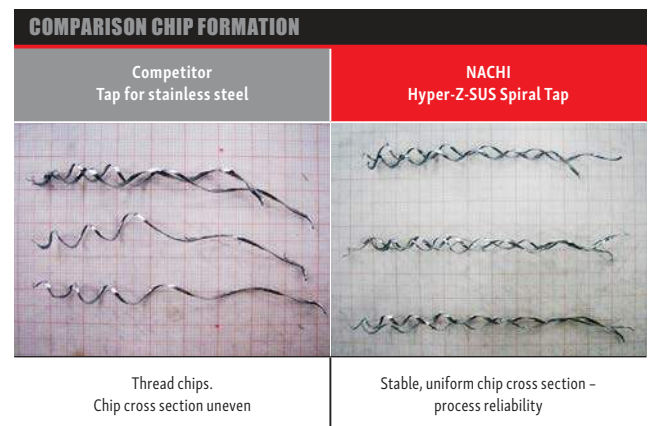 COMPARISON CHIP FORMATION
Competitor
Tap for stainless steel
NACHI
Hyper-Z-SUS Spiral Tap
Thread chips.
Chip cross section uneven
Stable, uniform chip cross section –
process reliability